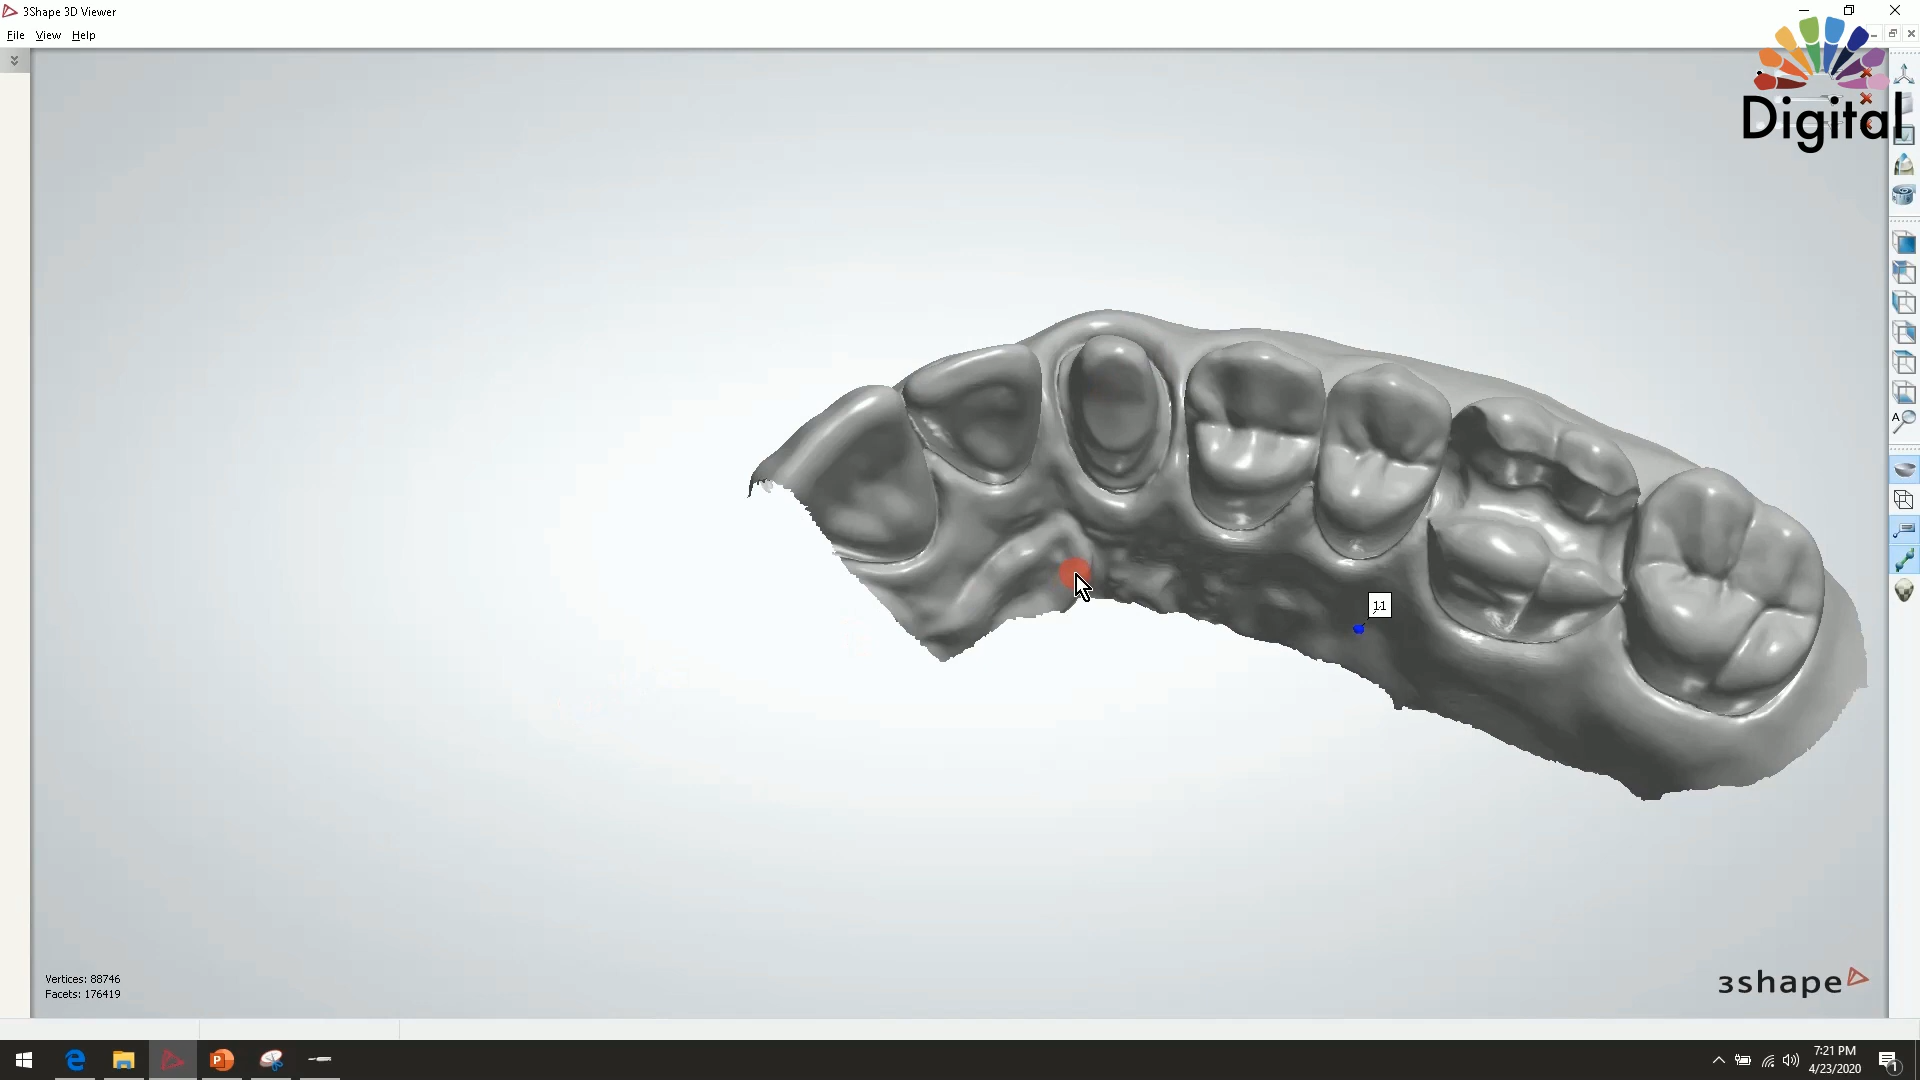 3Shape 3D Viewer
File View Help
Digital
A
11
Vertices: 88746
Facets: 176419
3shape
P
7:21 PM
4/23/2020
1